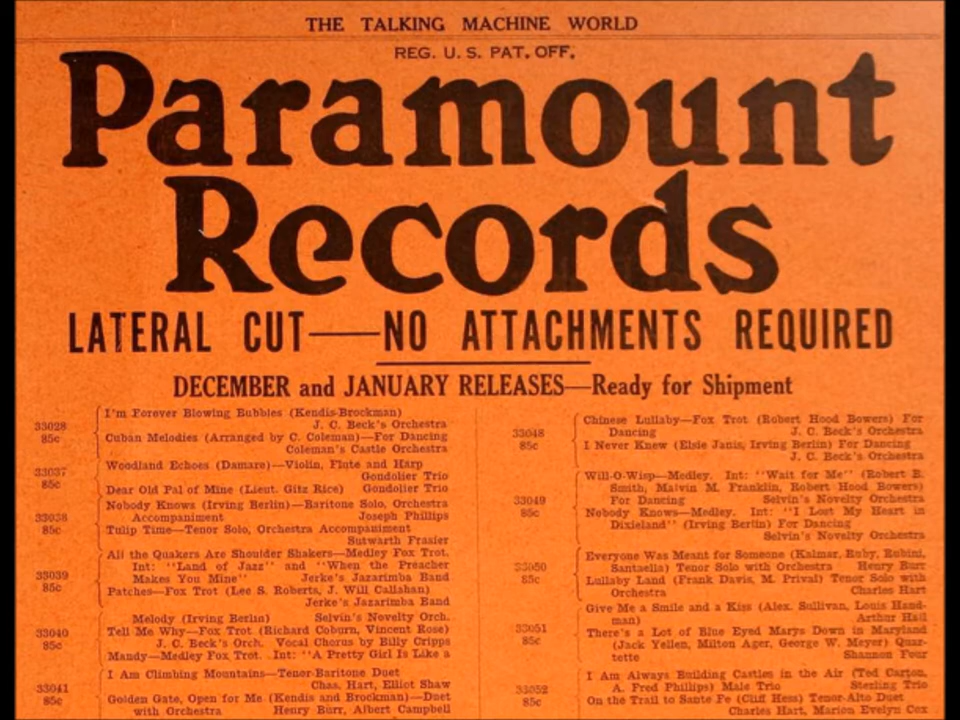 THE TALKING MACHINE WORLD
REG. U. S. PAT. OFF.
Paramount
Records
LATERAL CUT—NO ATTACHMENTS REQUIRED
DECEMBER and JANUARY RELEASES—Ready for Shipment
I'm Forever Blowing Bubbles (Kendis-Brockman)
33028 J. C. Beck's Orchestra
85c Cuban Melodies (Arranged by C. Coleman)—For Dancing
Coleman's Castle Orchestra
Woodland Echoes (Damare)—Violin, Flute and Harp
33037 Gondolier Trio
85c Dear Old Pal of Mine (Lieut. Gitz Rice) Gondolier Trio
Nobody Knows (Irving Berlin)—Baritone Solo, Orchestra
33038 Accompaniment Joseph Phillips
85c Tulip Time—Tenor Solo, Orchestra Accompaniment
Sutwarth Frasier
All the Quakers Are Shoulder Shakers—Medley Fox Trot.
Int: "Land of Jazz" and "When the Preacher
33039 Makes You Mine" Jerke's Jazarimba Band
85c Patches—Fox Trot (Lee S. Roberts, J. Will Callahan)
Jerke's Jazarimba Band
Melody (Irving Berlin) Selvin's Novelty Orch.
33040 Tell Me Why—Fox Trot (Richard Coburn, Vincent Rose)
85c J. C. Beck's Orch. Vocal Chorus by Billy Cripps
Mandy—Medley Fox Trot. Int: "A Pretty Girl Is Like a
I Am Climbing Mountains—Tenor-Baritone Duet
33041 Chas. Hart, Elliot Shaw
85c Golden Gate, Open for Me (Kendis and Brockman)—Duet
with Orchestra Henry Burr, Albert Campbell
Chinese Lullaby—Fox Trot (Robert Hood Bowers) For
33048 Dancing J. C. Beck's Orchestra
85c I Never Knew (Elsie Janis, Irving Berlin) For Dancing
J. C. Beck's Orchestra
Will-O-Wisp—Medley. Int: "Wait for Me" (Robert B.
Smith, Malvin M. Franklin, Robert Hood Bowers)
33049 For Dancing Selvin's Novelty Orchestra
85c Nobody Knows—Medley. Int: "I Lost My Heart in
Dixieland" (Irving Berlin) For Dancing
Selvin's Novelty Orchestra
Everyone Was Meant for Someone (Kalmar, Ruby, Rubini,
33050 Santaella) Tenor Solo with Orchestra Henry Burr
85c Lullaby Land (Frank Davis, M. Prival) Tenor Solo with
Orchestra Charles Hart
Give Me a Smile and a Kiss (Alex. Sullivan, Louis Hand-
33051 man) Arthur Hall
85c There's a Lot of Blue Eyed Marys Down in Maryland
(Jack Yellen, Milton Ager, George W. Meyer) Quar-
tette Shannon Four
I Am Always Building Castles in the Air (Ted Garton,
33052 A. Fred Phillips) Male Trio Sterling Trio
85c On the Trail to Santa Fe (Cliff Hess) Tenor-Alto Duet
Charles Hart, Marion Evelyn Cox